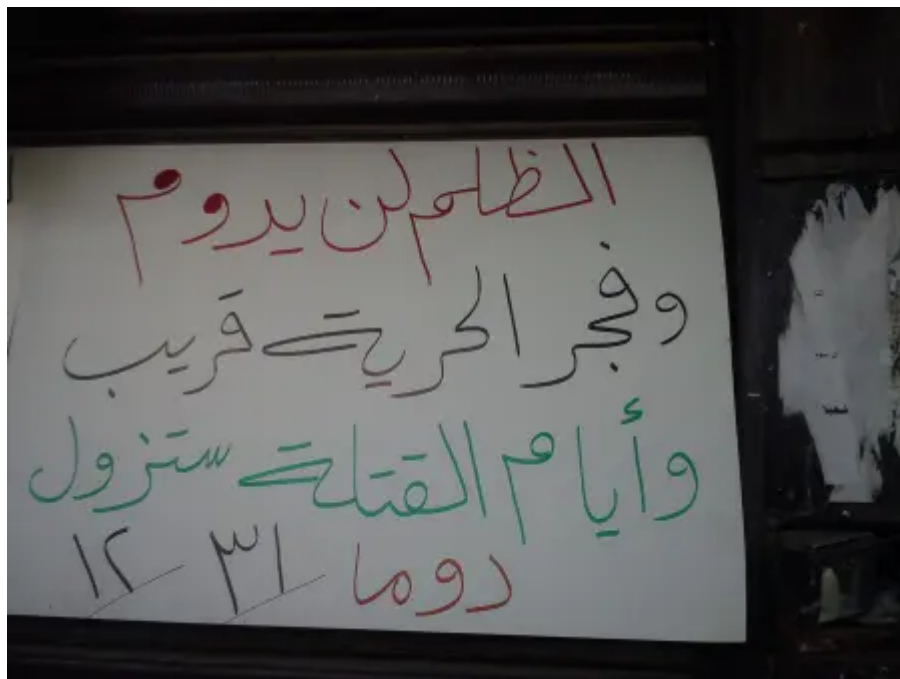 الظلم لن يدوم
وفجر الحرية قريب
وأيام القتلة ستزول
دوما ٣١ / ١٢ /